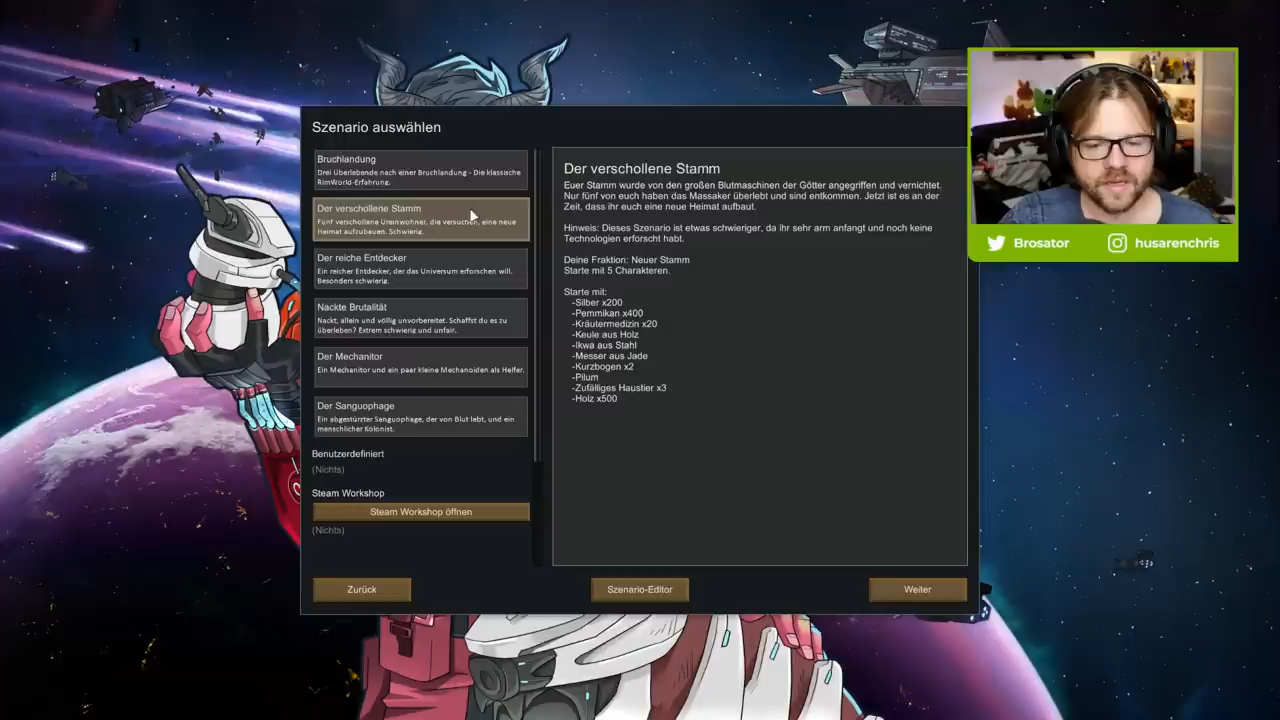 Szenario auswählen
Bruchlandung
Drei Überlebende nach einer Bruchlandung - Die klassische
RimWorld-Erfahrung.
Der verschollene Stamm
Fünf verschollene Ureinwohner, die versuchen, eine neue
Heimat aufzubauen. Schwierig.
Der reiche Entdecker
Ein reicher Entdecker, der das Universum erforschen will.
Besonders schwierig.
Nackte Brutalität
Nackt, allein und völlig unvorbereitet. Schaffst du es zu
überleben? Extrem schwierig und unfair.
Der Mechanitor
Ein Mechanitor und ein paar kleine Mechanoiden als Helfer.
Der Sanguophage
Ein abgestürzter Sanguophage, der von Blut lebt, und ein
menschlicher Kolonist.
Benutzerdefiniert
(Nichts)
Steam Workshop
Steam Workshop öffnen
(Nichts)
Der verschollene Stamm
Euer Stamm wurde von den großen Blutmaschinen der Götter angegriffen und vernichtet.
Nur fünf von euch haben das Massaker überlebt und sind entkommen. Jetzt ist es an der
Zeit, dass ihr euch eine neue Heimat aufbaut.
Hinweis: Dieses Szenario ist etwas schwieriger, da ihr sehr arm anfangt und noch keine
Technologien erforscht habt.
Deine Fraktion: Neuer Stamm
Starte mit 5 Charakteren.
Starte mit:
-Silber x200
-Pemmikan x400
-Kräutermedizin x20
-Keule aus Holz
-Ikwa aus Stahl
-Messer aus Jade
-Kurzbogen x2
-Pilum
-Zufälliges Haustier x3
-Holz x500
Zurück
Szenario-Editor
Weiter
Brosator
husarenchris